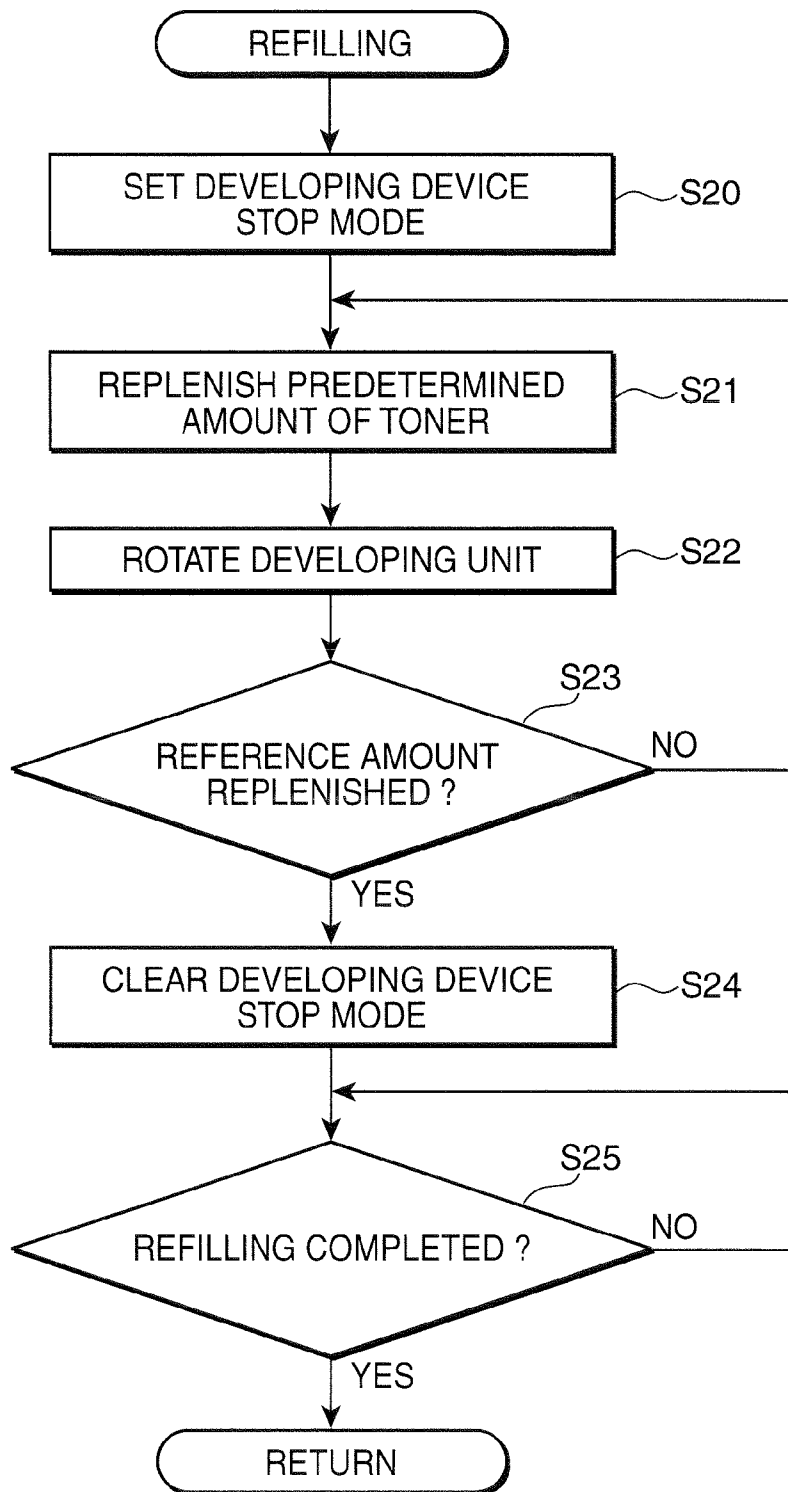 REFILLING
SET DEVELOPING DEVICE
STOP MODE
S20
REPLENISH PREDETERMINED
AMOUNT OF TONER
S21
ROTATE DEVELOPING UNIT
S22
S23
REFERENCE AMOUNT
REPLENISHED ?
NO
YES
CLEAR DEVELOPING DEVICE
STOP MODE
S24
S25
REFILLING COMPLETED ?
NO
YES
RETURN